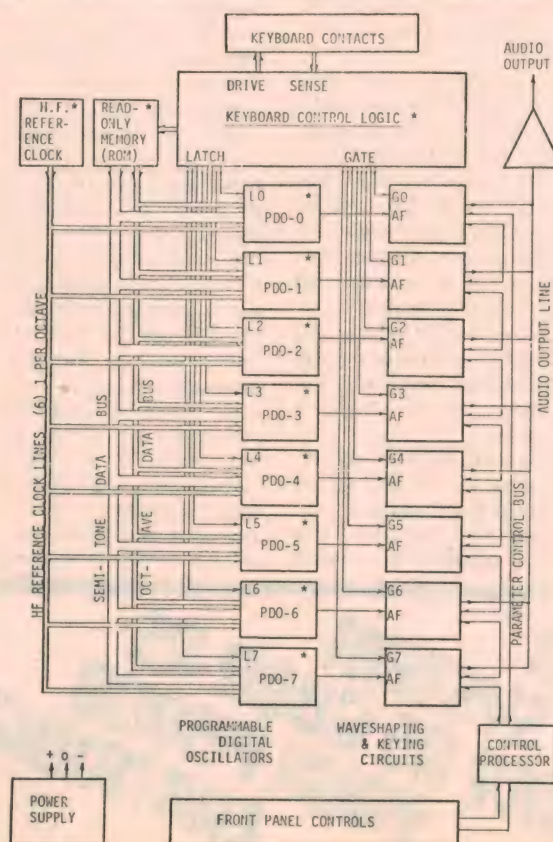 KEYBOARD CONTACTS
AUDIO
OUTPUT
DRIVE SENSE
KEYBOARD CONTROL LOGIC *
LATCH GATE
H.F.*
REFER-
ENCE
CLOCK
READ- *
ONLY
MEMORY
(ROM)
L0 *
PDO-0
G0
AF
L1 *
PDO-1
G1
AF
L2 *
PDO-2
G2
AF
L3 *
PDO-3
G3
AF
L4 *
PDO-4
G4
AF
L5 *
PDO-5
G5
AF
L6 *
PDO-6
G6
AF
L7 *
PDO-7
G7
AF
HF REFERENCE CLOCK LINES (6) 1 PER OCTAVE
SEMI- TONE DATA BUS
OCT- AVE DATA BUS
PARAMETER CONTROL BUS
AUDIO OUTPUT LINE
PROGRAMMABLE
DIGITAL
OSCILLATORS
WAVESHAPING
& KEYING
CIRCUITS
CONTROL
PROCESSOR
+ o -
POWER
SUPPLY
FRONT PANEL CONTROLS